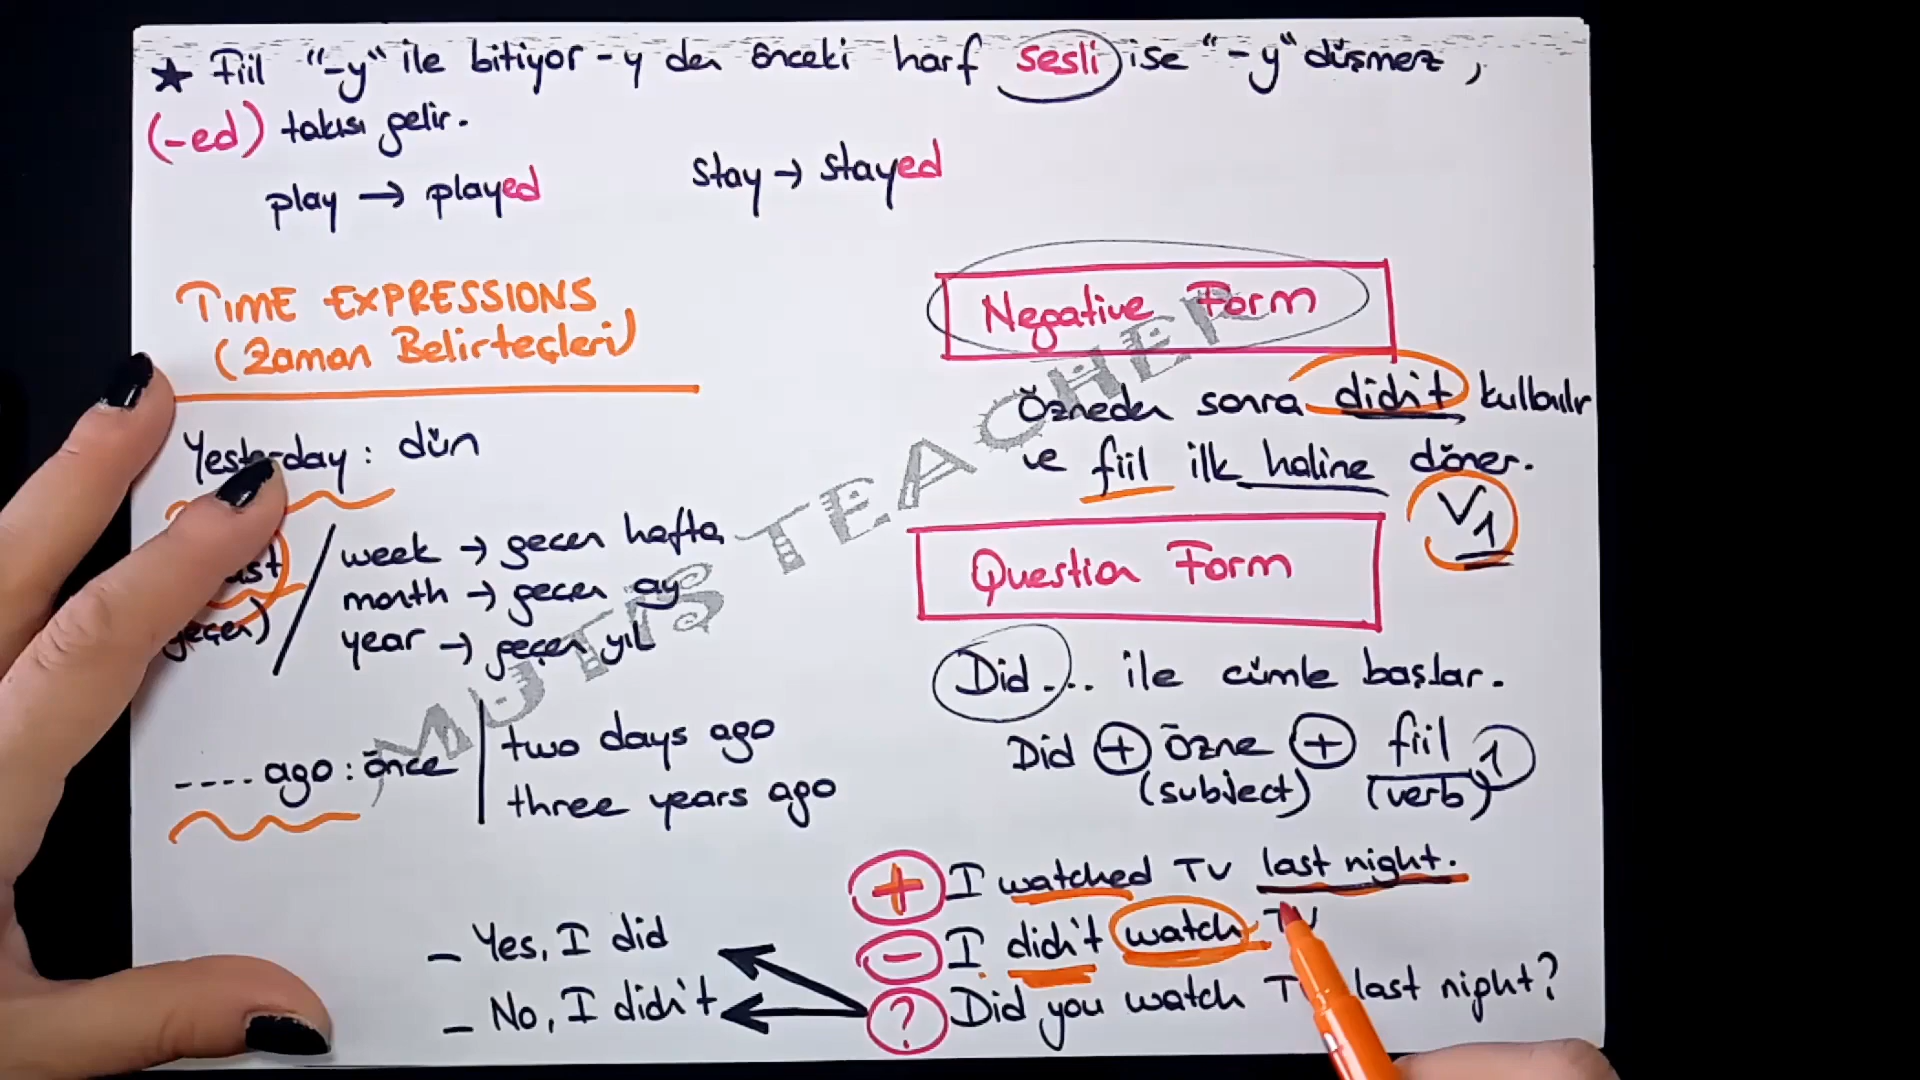 ★ Fiil "-y" ile bitiyor -y den önceki harf sesli ise "-y" düşmez,
(-ed) takısı gelir.
play → played
stay → stayed
TIME EXPRESSIONS
(Zaman Belirteçleri)
Yesterday : dün
week → geçen hafta
month → geçen ay
year → geçen yıl
geçen)
---- ago : önce
two days ago
three years ago
Negative Form
Özneden sonra didn't kullanılır
ve fiil ilk haline döner.
V1
Question Form
Did... ile cümle başlar.
Did + özne + fiil 1
(subject) (verb)
+ I watched TV last night.
- I didn't watch TV
? Did you watch TV last night?
- Yes, I did
- No, I didn't
TEACHER